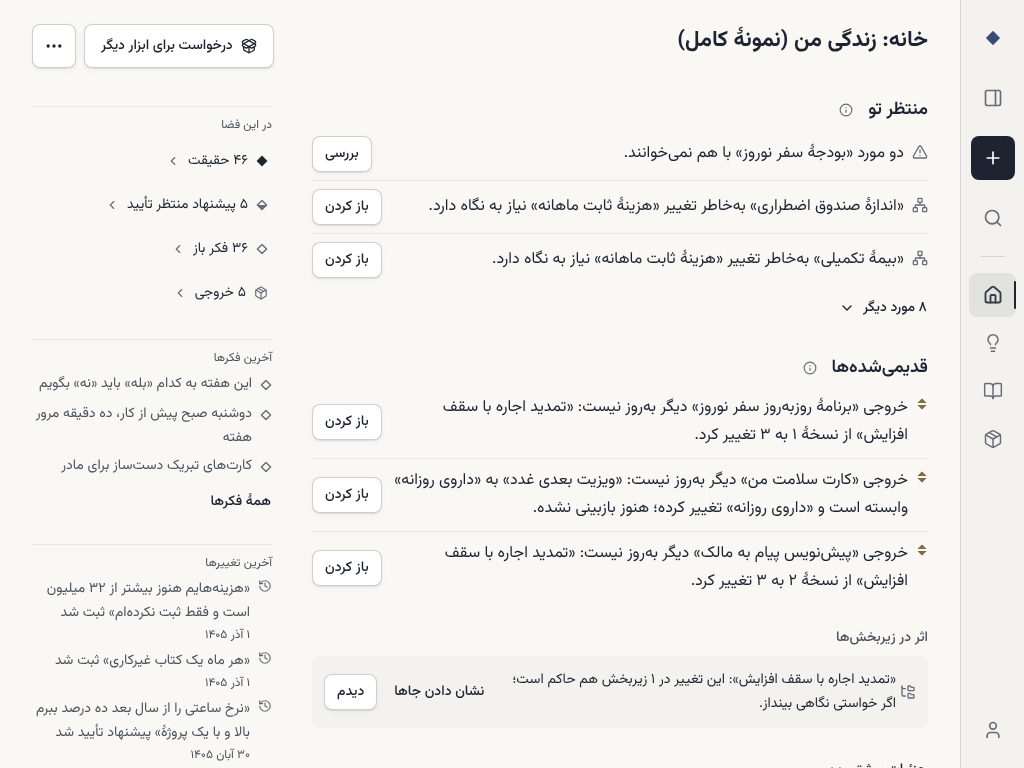 خانه: زندگی من (نمونهٔ کامل)
درخواست برای ابزار دیگر
منتظر تو
دو مورد «بودجهٔ سفر نوروز» با هم نمی‌خوانند.
بررسی
«اندازهٔ صندوق اضطراری» به‌خاطر تغییر «هزینهٔ ثابت ماهانه» نیاز به نگاه دارد.
باز کردن
«بیمهٔ تکمیلی» به‌خاطر تغییر «هزینهٔ ثابت ماهانه» نیاز به نگاه دارد.
باز کردن
۸ مورد دیگر
قدیمی‌شده‌ها
خروجی «برنامهٔ روزبه‌روز سفر نوروز» دیگر به‌روز نیست: «تمدید اجاره با سقف
افزایش» از نسخهٔ ۱ به ۳ تغییر کرد.
باز کردن
خروجی «کارت سلامت من» دیگر به‌روز نیست: «ویزیت بعدی غدد» به «داروی روزانه»
وابسته است و «داروی روزانه» تغییر کرده؛ هنوز بازبینی نشده.
باز کردن
خروجی «پیش‌نویس پیام به مالک» دیگر به‌روز نیست: «تمدید اجاره با سقف
افزایش» از نسخهٔ ۲ به ۳ تغییر کرد.
باز کردن
اثر در زیربخش‌ها
«تمدید اجاره با سقف افزایش»: این تغییر در ۱ زیربخش هم حاکم است؛
اگر خواستی نگاهی بینداز.
نشان دادن جاها
دیدم
در این فضا
۴۶ حقیقت
۵ پیشنهاد منتظر تأیید
۳۶ فکر باز
۵ خروجی
آخرین فکرها
این هفته به کدام «بله» باید «نه» بگویم
دوشنبه صبح پیش از کار، ده دقیقه مرور
هفته
کارت‌های تبریک دست‌ساز برای مادر
همهٔ فکرها
آخرین تغییرها
«هزینه‌هایم هنوز بیشتر از ۳۲ میلیون
است و فقط ثبت نکرده‌ام» ثبت شد
۱ آذر ۱۴۰۵
«هر ماه یک کتاب غیرکاری» ثبت شد
۱ آذر ۱۴۰۵
«نرخ ساعتی را از سال بعد ده درصد ببرم
بالا و با یک پروژهٔ» پیشنهاد تأیید شد
۳۰ آبان ۱۴۰۵